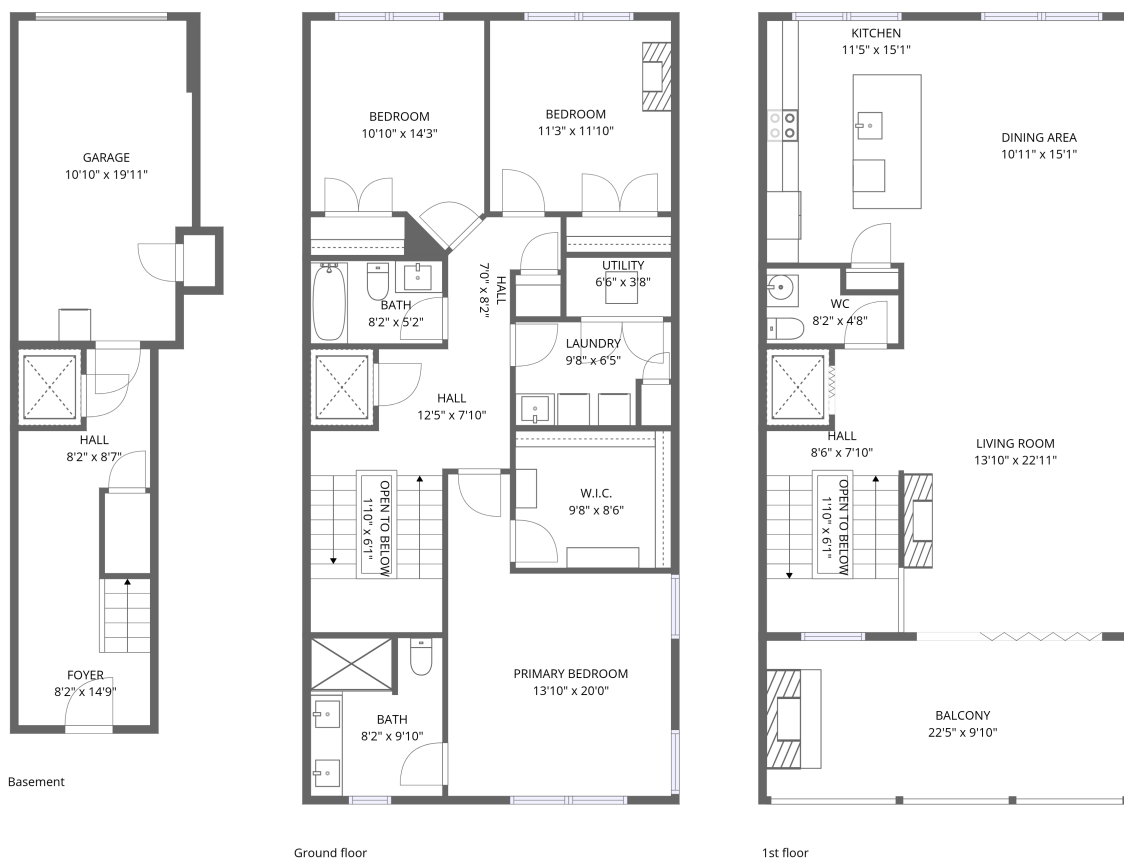 GARAGE
10'10" x 19'11"
HALL
8'2" x 8'7"
FOYER
8'2" x 14'9"
Basement
BEDROOM
10'10" x 14'3"
BEDROOM
11'3" x 11'10"
HALL
7'0" x 8'2"
UTILITY
6'6" x 3'8"
BATH
8'2" x 5'2"
LAUNDRY
9'8" x 6'5"
HALL
12'5" x 7'10"
OPEN TO BELOW
1'10" x 6'1"
W.I.C.
9'8" x 8'6"
PRIMARY BEDROOM
13'10" x 20'0"
BATH
8'2" x 9'10"
Ground floor
KITCHEN
11'5" x 15'1"
DINING AREA
10'11" x 15'1"
WC
8'2" x 4'8"
HALL
8'6" x 7'10"
LIVING ROOM
13'10" x 22'11"
OPEN TO BELOW
1'10" x 6'1"
BALCONY
22'5" x 9'10"
1st floor